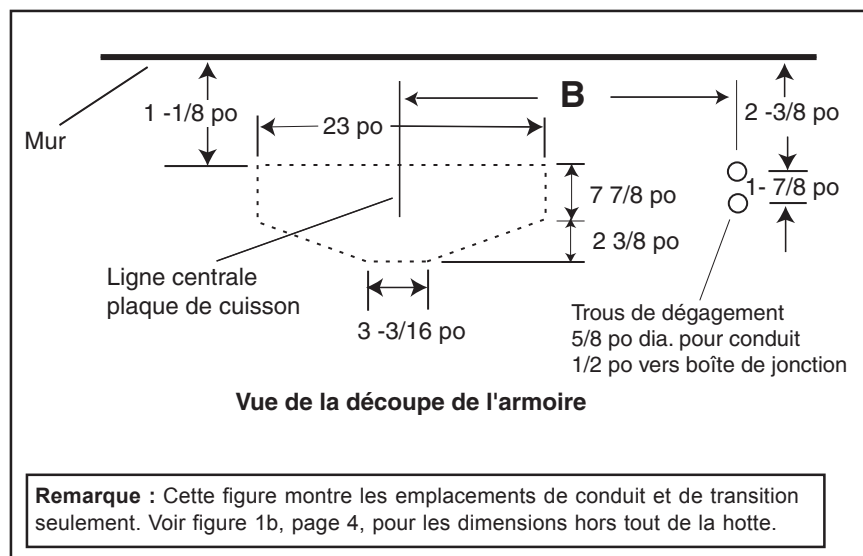 Mur
1 -1/8 po
23 po
B
2 -3/8 po
1- 7/8 po
7 7/8 po
2 3/8 po
Ligne centrale
plaque de cuisson
3 -3/16 po
Trous de dégagement
5/8 po dia. pour conduit
1/2 po vers boîte de jonction
Vue de la découpe de l'armoire
Remarque : Cette figure montre les emplacements de conduit et de transition
seulement. Voir figure 1b, page 4, pour les dimensions hors tout de la hotte.